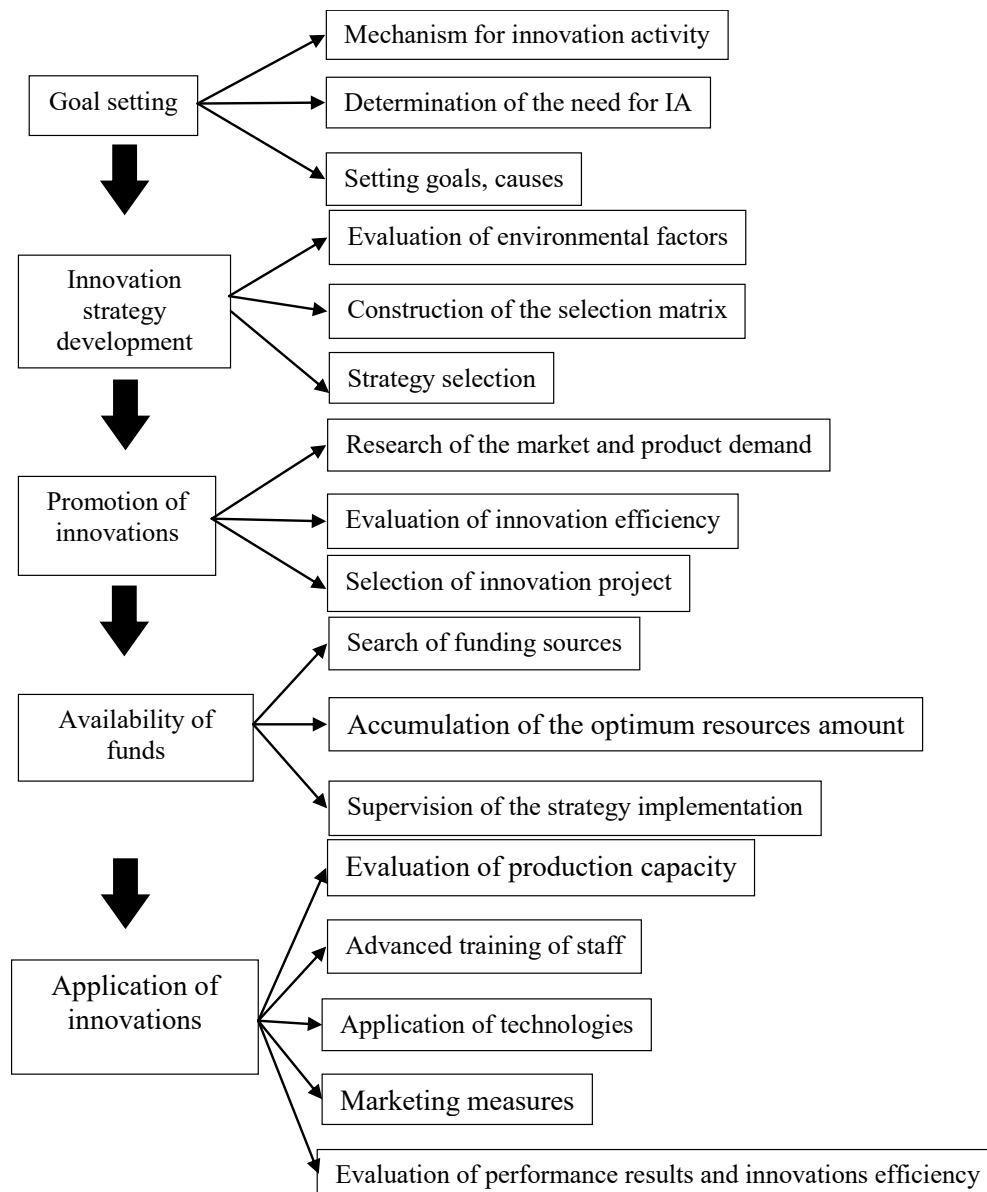 Goal setting
Mechanism for innovation activity
Determination of the need for IA
Setting goals, causes
Innovation
strategy
development
Evaluation of environmental factors
Construction of the selection matrix
Strategy selection
Promotion of
innovations
Research of the market and product demand
Evaluation of innovation efficiency
Selection of innovation project
Availability of
funds
Search of funding sources
Accumulation of the optimum resources amount
Supervision of the strategy implementation
Application of
innovations
Evaluation of production capacity
Advanced training of staff
Application of technologies
Marketing measures
Evaluation of performance results and innovations efficiency